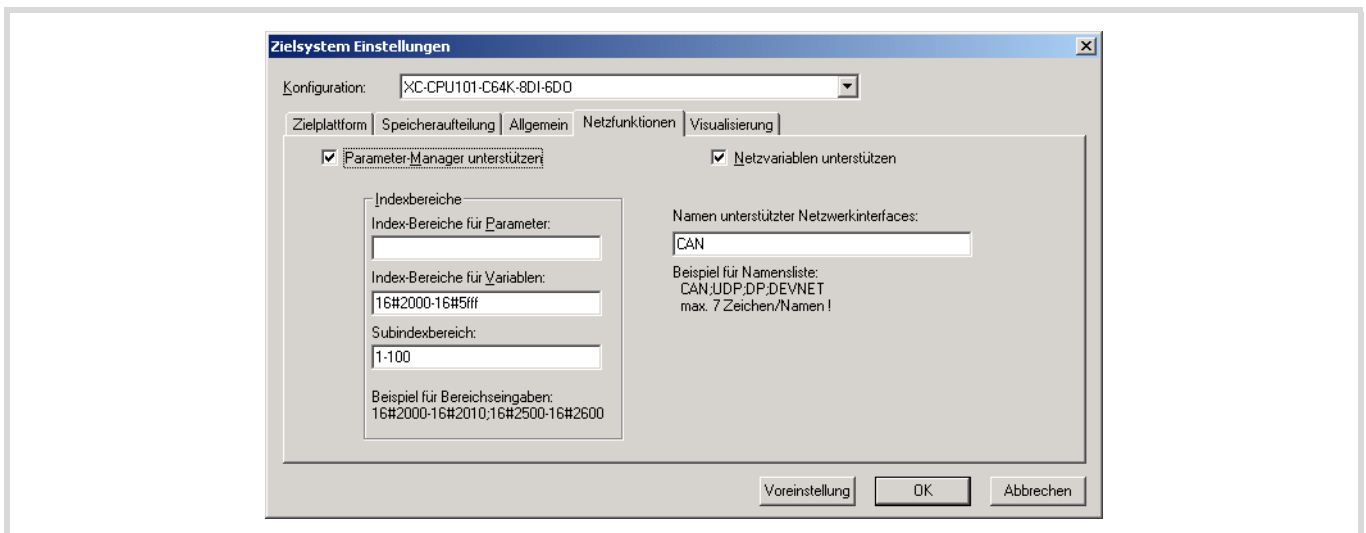 Zielsystem Einstellungen
Konfiguration: XC-CPU101-C64K-8DI-6DO
Zielplattform Speicheraufteilung Allgemein Netzfunktionen Visualisierung
Parameter-Manager unterstützen
Netzvariablen unterstützen
Indexbereiche
Index-Bereiche für Parameter:
Index-Bereiche für Variablen:
16#2000-16#5fff
Subindexbereich:
1-100
Beispiel für Bereichseingaben:
16#2000-16#2010;16#2500-16#2600
Namen unterstützter Netzwerkinterfaces:
CAN
Beispiel für Namensliste:
CAN;UDP;DP;DEVNET
max. 7 Zeichen/Namen !
Voreinstellung OK Abbrechen